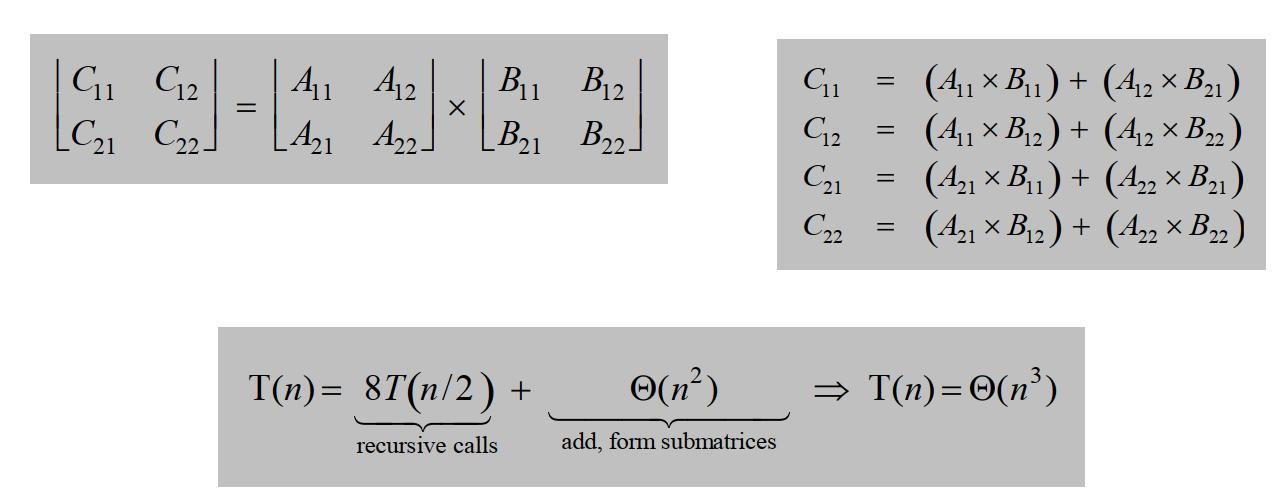 ⌊C₁₁ C₁₂⌋ = ⌊A₁₁ A₁₂⌋ × ⌊B₁₁ B₁₂⌋
⌊C₂₁ C₂₂⌋ ⌊A₂₁ A₂₂⌋ ⌊B₂₁ B₂₂⌋
C₁₁ = (A₁₁ × B₁₁) + (A₁₂ × B₂₁)
C₁₂ = (A₁₁ × B₁₂) + (A₁₂ × B₂₂)
C₂₁ = (A₂₁ × B₁₁) + (A₂₂ × B₂₁)
C₂₂ = (A₂₁ × B₁₂) + (A₂₂ × B₂₂)
T(n) = 8T(n/2) + Θ(n²) ⇒ T(n) = Θ(n³)
recursive calls add, form submatrices